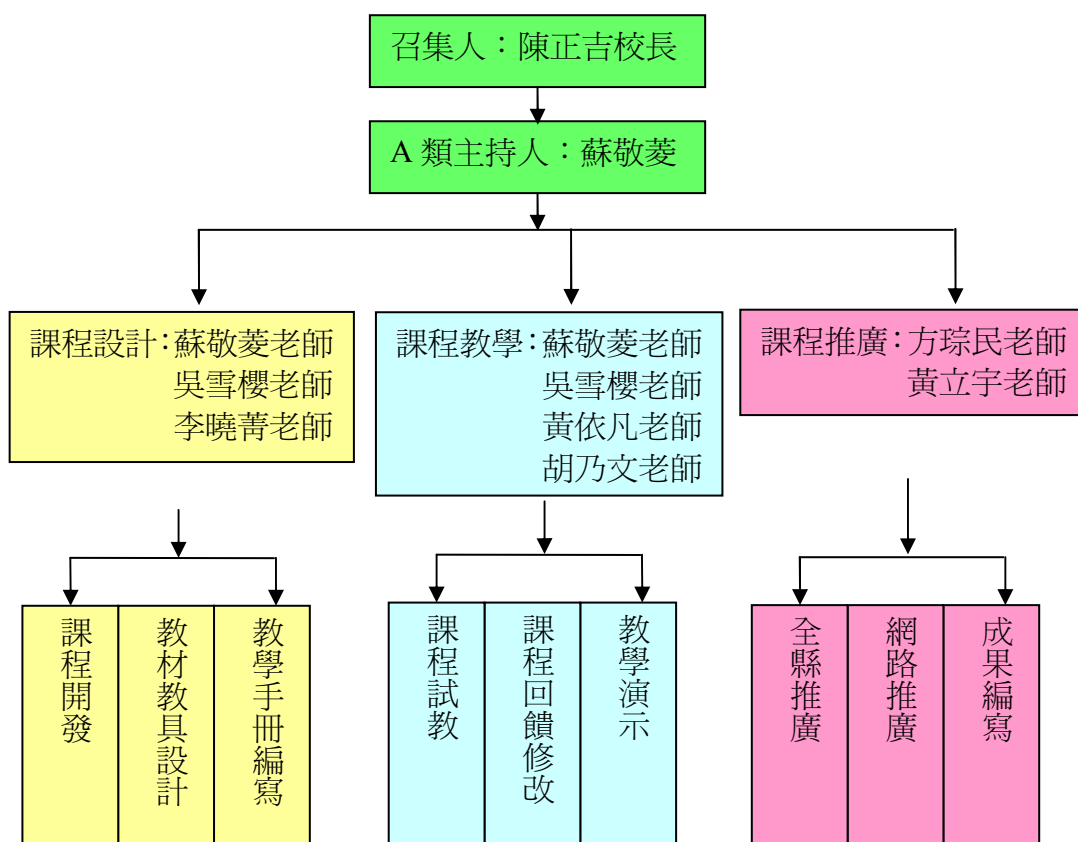 召集人：陳正吉校長
A 類主持人：蘇敬菱
課程設計：蘇敬菱老師
吳雪櫻老師
李曉菁老師
課程教學：蘇敬菱老師
吳雪櫻老師
黃依凡老師
胡乃文老師
課程推廣：方琮民老師
黃立宇老師
課程開發
教材教具設計
教學手冊編寫
課程試教
課程回饋修改
教學演示
全縣推廣
網路推廣
成果編寫